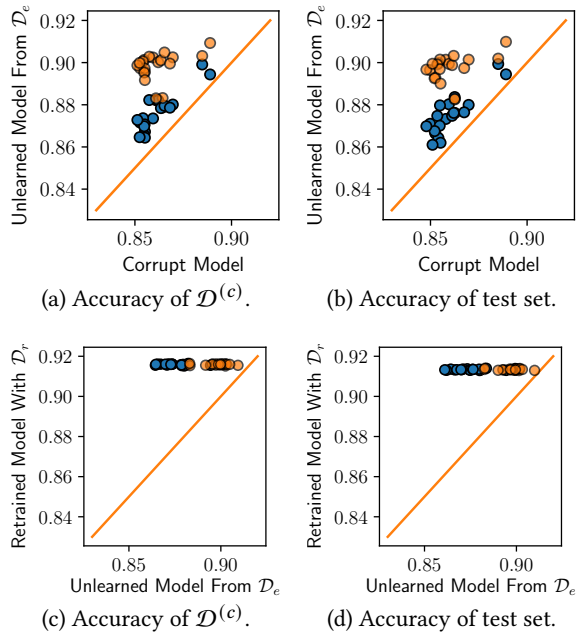 Unlearned Model From 𝒟ₑ
0.92
0.90
0.88
0.86
0.84
0.85
0.90
Corrupt Model
(a) Accuracy of 𝒟⁽ᶜ⁾.
Unlearned Model From 𝒟ₑ
0.92
0.90
0.88
0.86
0.84
0.85
0.90
Corrupt Model
(b) Accuracy of test set.
Retrained Model With 𝒟ᵣ
0.92
0.90
0.88
0.86
0.84
0.85
0.90
Unlearned Model From 𝒟ₑ
(c) Accuracy of 𝒟⁽ᶜ⁾.
Retrained Model With 𝒟ᵣ
0.92
0.90
0.88
0.86
0.84
0.85
0.90
Unlearned Model From 𝒟ₑ
(d) Accuracy of test set.